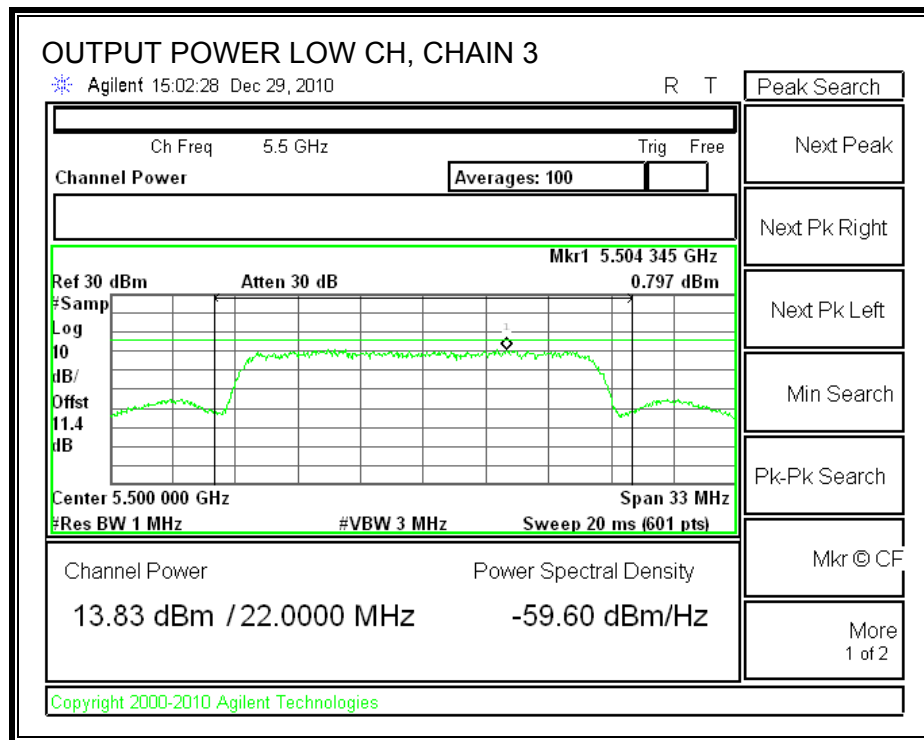 OUTPUT POWER LOW CH, CHAIN 3
Agilent 15:02:28 Dec 29, 2010 R T
Peak Search
Ch Freq 5.5 GHz Trig Free
Channel Power Averages: 100
Mkr1 5.504 345 GHz
Ref 30 dBm Atten 30 dB 0.797 dBm
#Samp
Log
10
dB/
Offst
11.4
dB
1
Center 5.500 000 GHz Span 33 MHz
#Res BW 1 MHz #VBW 3 MHz Sweep 20 ms (601 pts)
Channel Power Power Spectral Density
13.83 dBm / 22.0000 MHz -59.60 dBm/Hz
Next Peak
Next Pk Right
Next Pk Left
Min Search
Pk-Pk Search
Mkr © CF
More
1 of 2
Copyright 2000-2010 Agilent Technologies